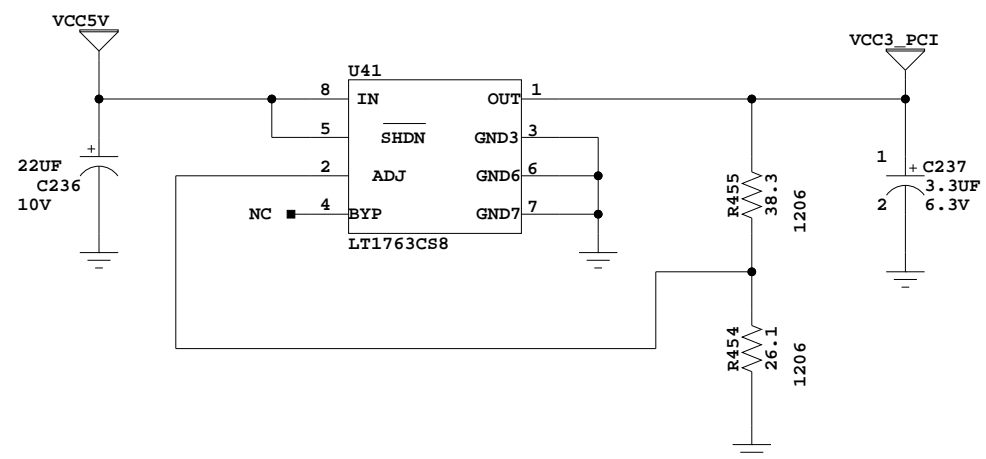 VCC5V
VCC3_PCI
U41
8 IN OUT 1
5 SHDN GND3 3
2 ADJ GND6 6
NC 4 BYP GND7 7
LT1763CS8
+
22UF
C236
10V
R455
38.3
1206
1
+ C237
3.3UF
2 6.3V
R454
26.1
1206